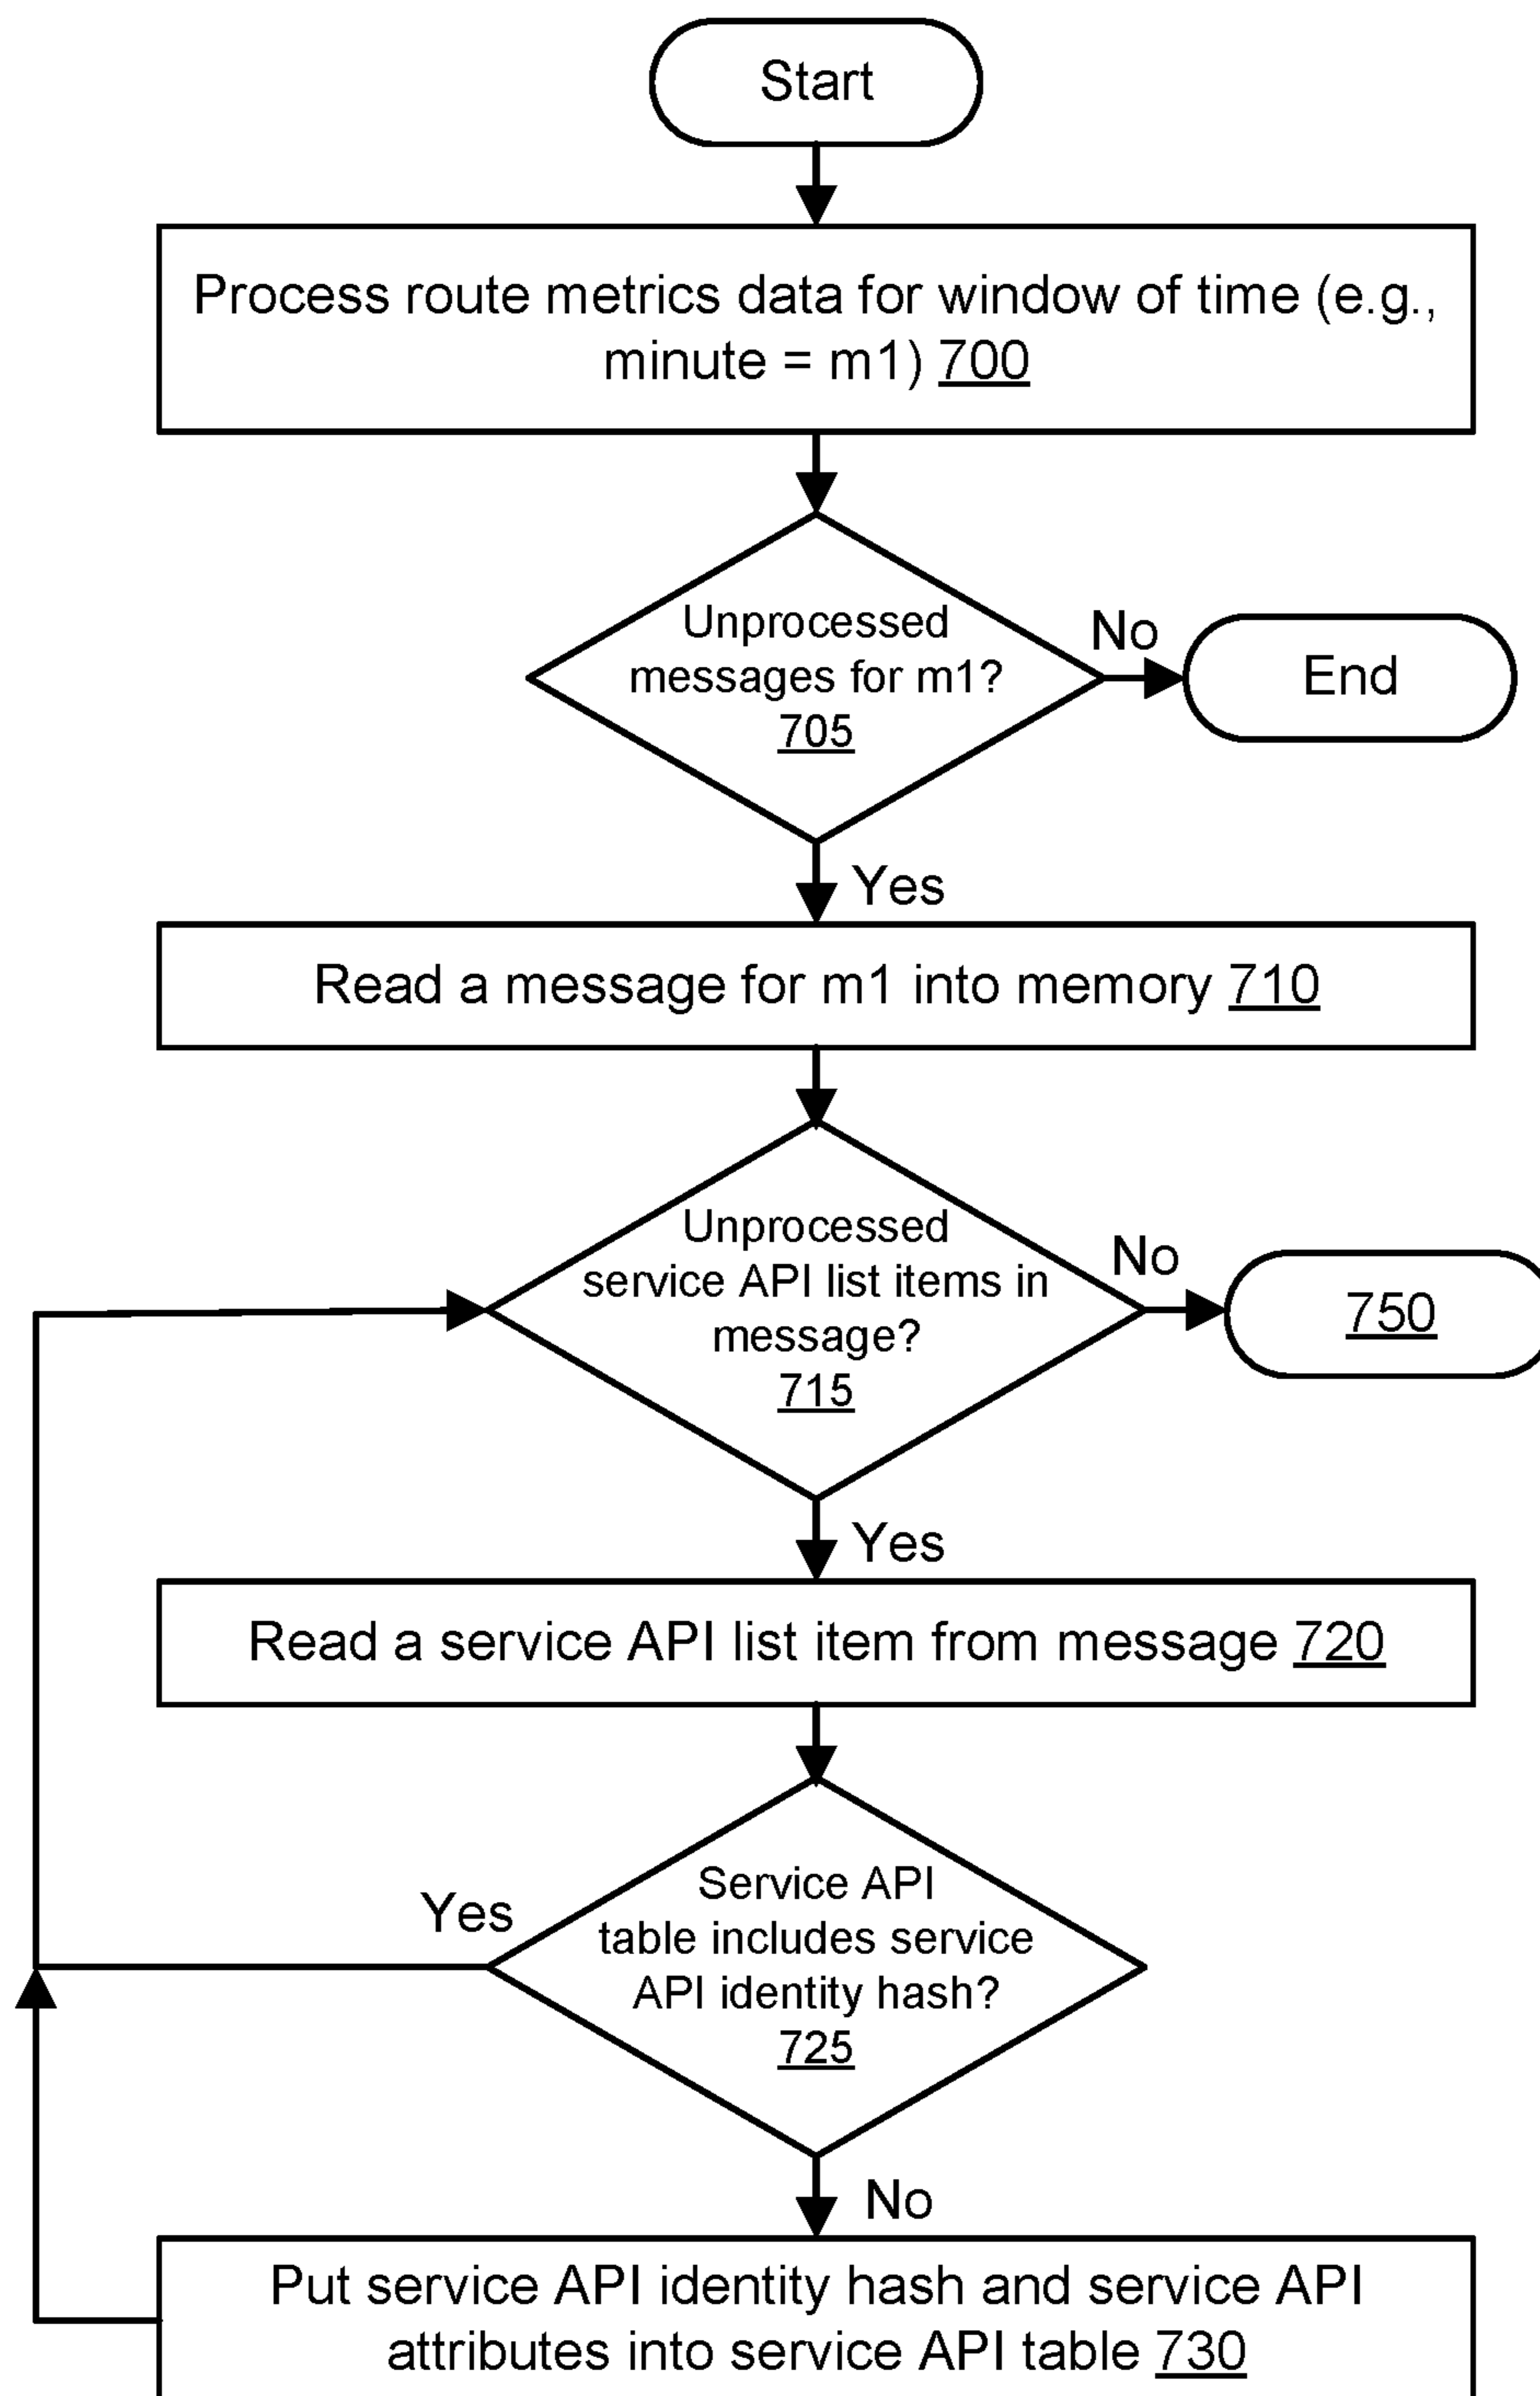 Start
Process route metrics data for window of time (e.g.,
minute = m1) 700
Unprocessed
messages for m1?
705
No
End
Yes
Read a message for m1 into memory 710
Unprocessed
service API list items in
message?
715
No
750
Yes
Read a service API list item from message 720
Service API
table includes service
API identity hash?
725
Yes
No
Put service API identity hash and service API
attributes into service API table 730